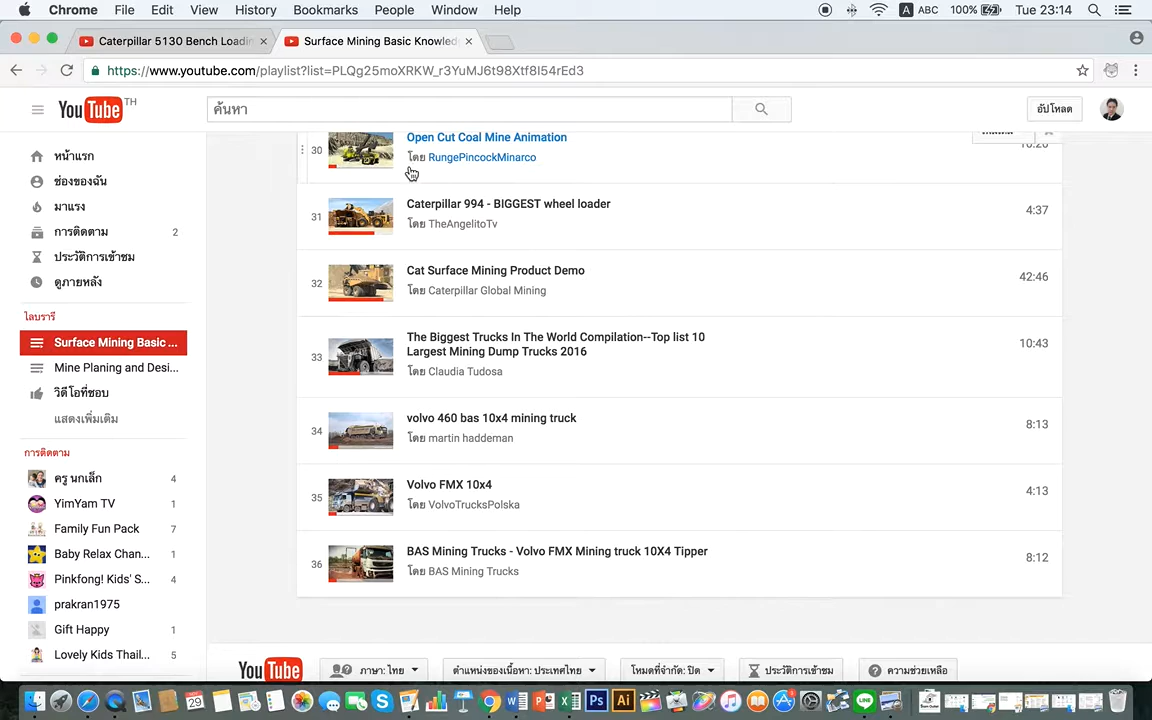 Chrome File Edit View History Bookmarks People Window Help
A ABC 100% Tue 23:14
Caterpillar 5130 Bench Loadin
Surface Mining Basic Knowled
https://www.youtube.com/playlist?list=PLQg25moXRKW_r3YuMJ6t98Xtf8I54rEd3
YouTube TH
ค้นหา
อัปโหลด
หน้าแรก
ช่องของฉัน
มาแรง
การติดตาม 2
ประวัติการเข้าชม
ดูภายหลัง
ไลบรารี
Surface Mining Basic ...
Mine Planing and Desi...
วิดีโอที่ชอบ
แสดงเพิ่มเติม
การติดตาม
ครู นกเล็ก 4
YimYam TV 1
Family Fun Pack 7
Baby Relax Chan... 1
Pinkfong! Kids' S... 4
prakran1975
Gift Happy 1
Lovely Kids Thail... 5
30 Open Cut Coal Mine Animation
โดย RungePincockMinarco
31 Caterpillar 994 - BIGGEST wheel loader 4:37
โดย TheAngelitoTv
32 Cat Surface Mining Product Demo 42:46
โดย Caterpillar Global Mining
33 The Biggest Trucks In The World Compilation--Top list 10 10:43
Largest Mining Dump Trucks 2016
โดย Claudia Tudosa
34 volvo 460 bas 10x4 mining truck 8:13
โดย martin haddeman
35 Volvo FMX 10x4 4:13
โดย VolvoTrucksPolska
36 BAS Mining Trucks - Volvo FMX Mining truck 10X4 Tipper 8:12
โดย BAS Mining Trucks
YouTube
ภาษา: ไทย
ตำแหน่งของเนื้อหา: ประเทศไทย
โหมดที่จำกัด: ปิด
ประวัติการเข้าชม
ความช่วยเหลือ
29
Ps
Ai